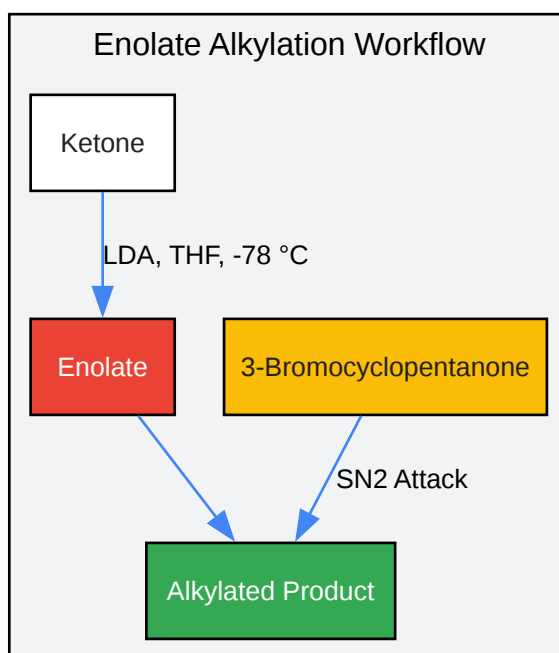 Enolate Alkylation Workflow
Ketone
LDA, THF, -78 °C
Enolate
3-Bromocyclopentanone
SN2 Attack
Alkylated Product